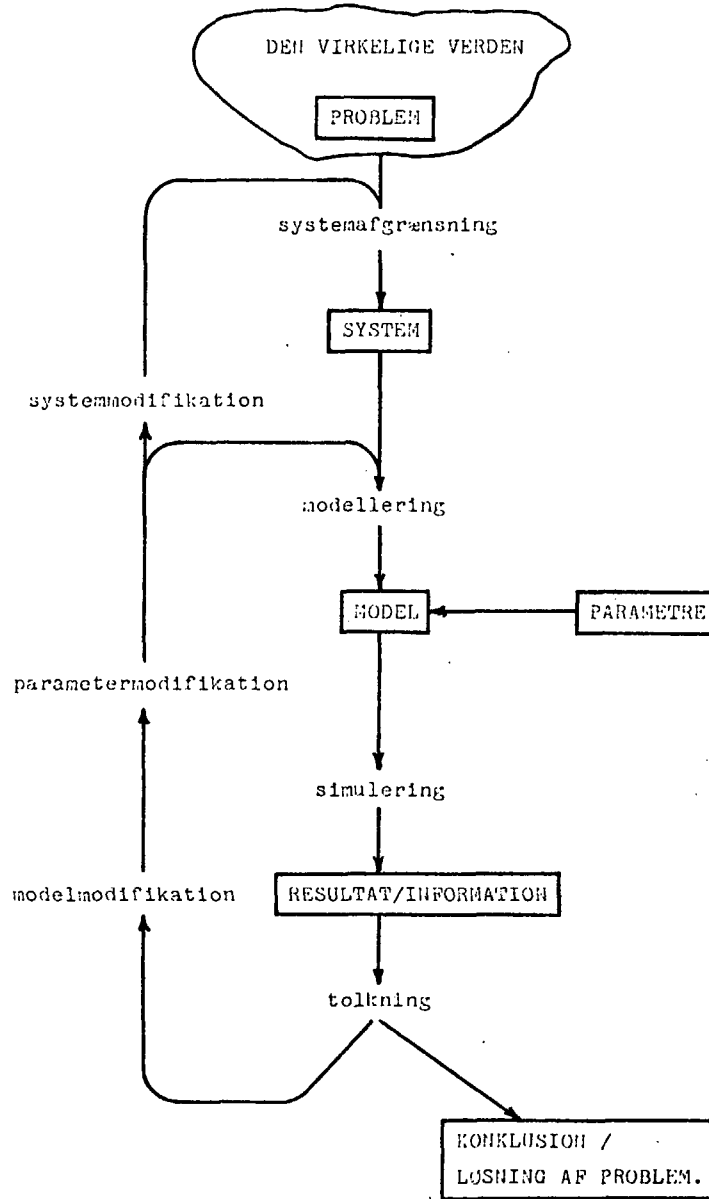 DEN VIRKELIGE VERDEN
PROBLEM
systemafgrænsning
SYSTEM
systemmodifikation
modellering
MODEL
PARAMETRE
parametermodifikation
simulering
modelmodifikation
RESULTAT/INFORMATION
tolkning
KONKLUSION /
LØSNING AF PROBLEM.